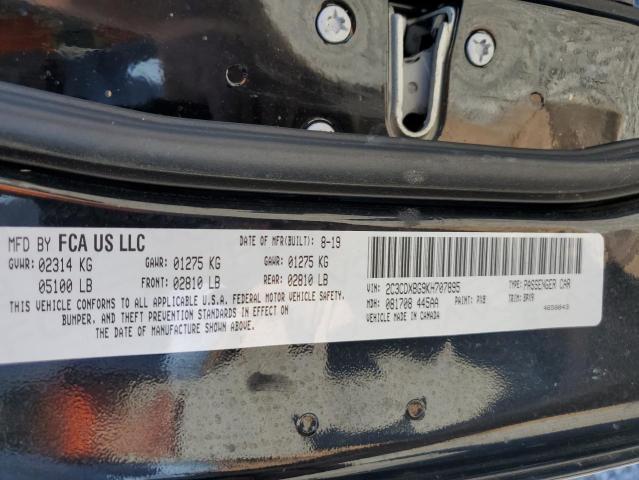 MFD BY FCA US LLC DATE OF MFR(BUILT): 8-19
GVWR: 02314 KG GAWR: 01275 KG GAWR: 01275 KG
05100 LB FRONT: 02810 LB REAR: 02810 LB
THIS VEHICLE CONFORMS TO ALL APPLICABLE U.S.A. FEDERAL MOTOR VEHICLE SAFETY,
BUMPER, AND THEFT PREVENTION STANDARDS IN EFFECT ON
THE DATE OF MANUFACTURE SHOWN ABOVE.
VIN: 2C3CDXBG9KH707895 TYPE: PASSENGER CAR
MDH: 081708 445AA PAINT: PX8 TRIM:
VEHICLE MADE IN CANADA